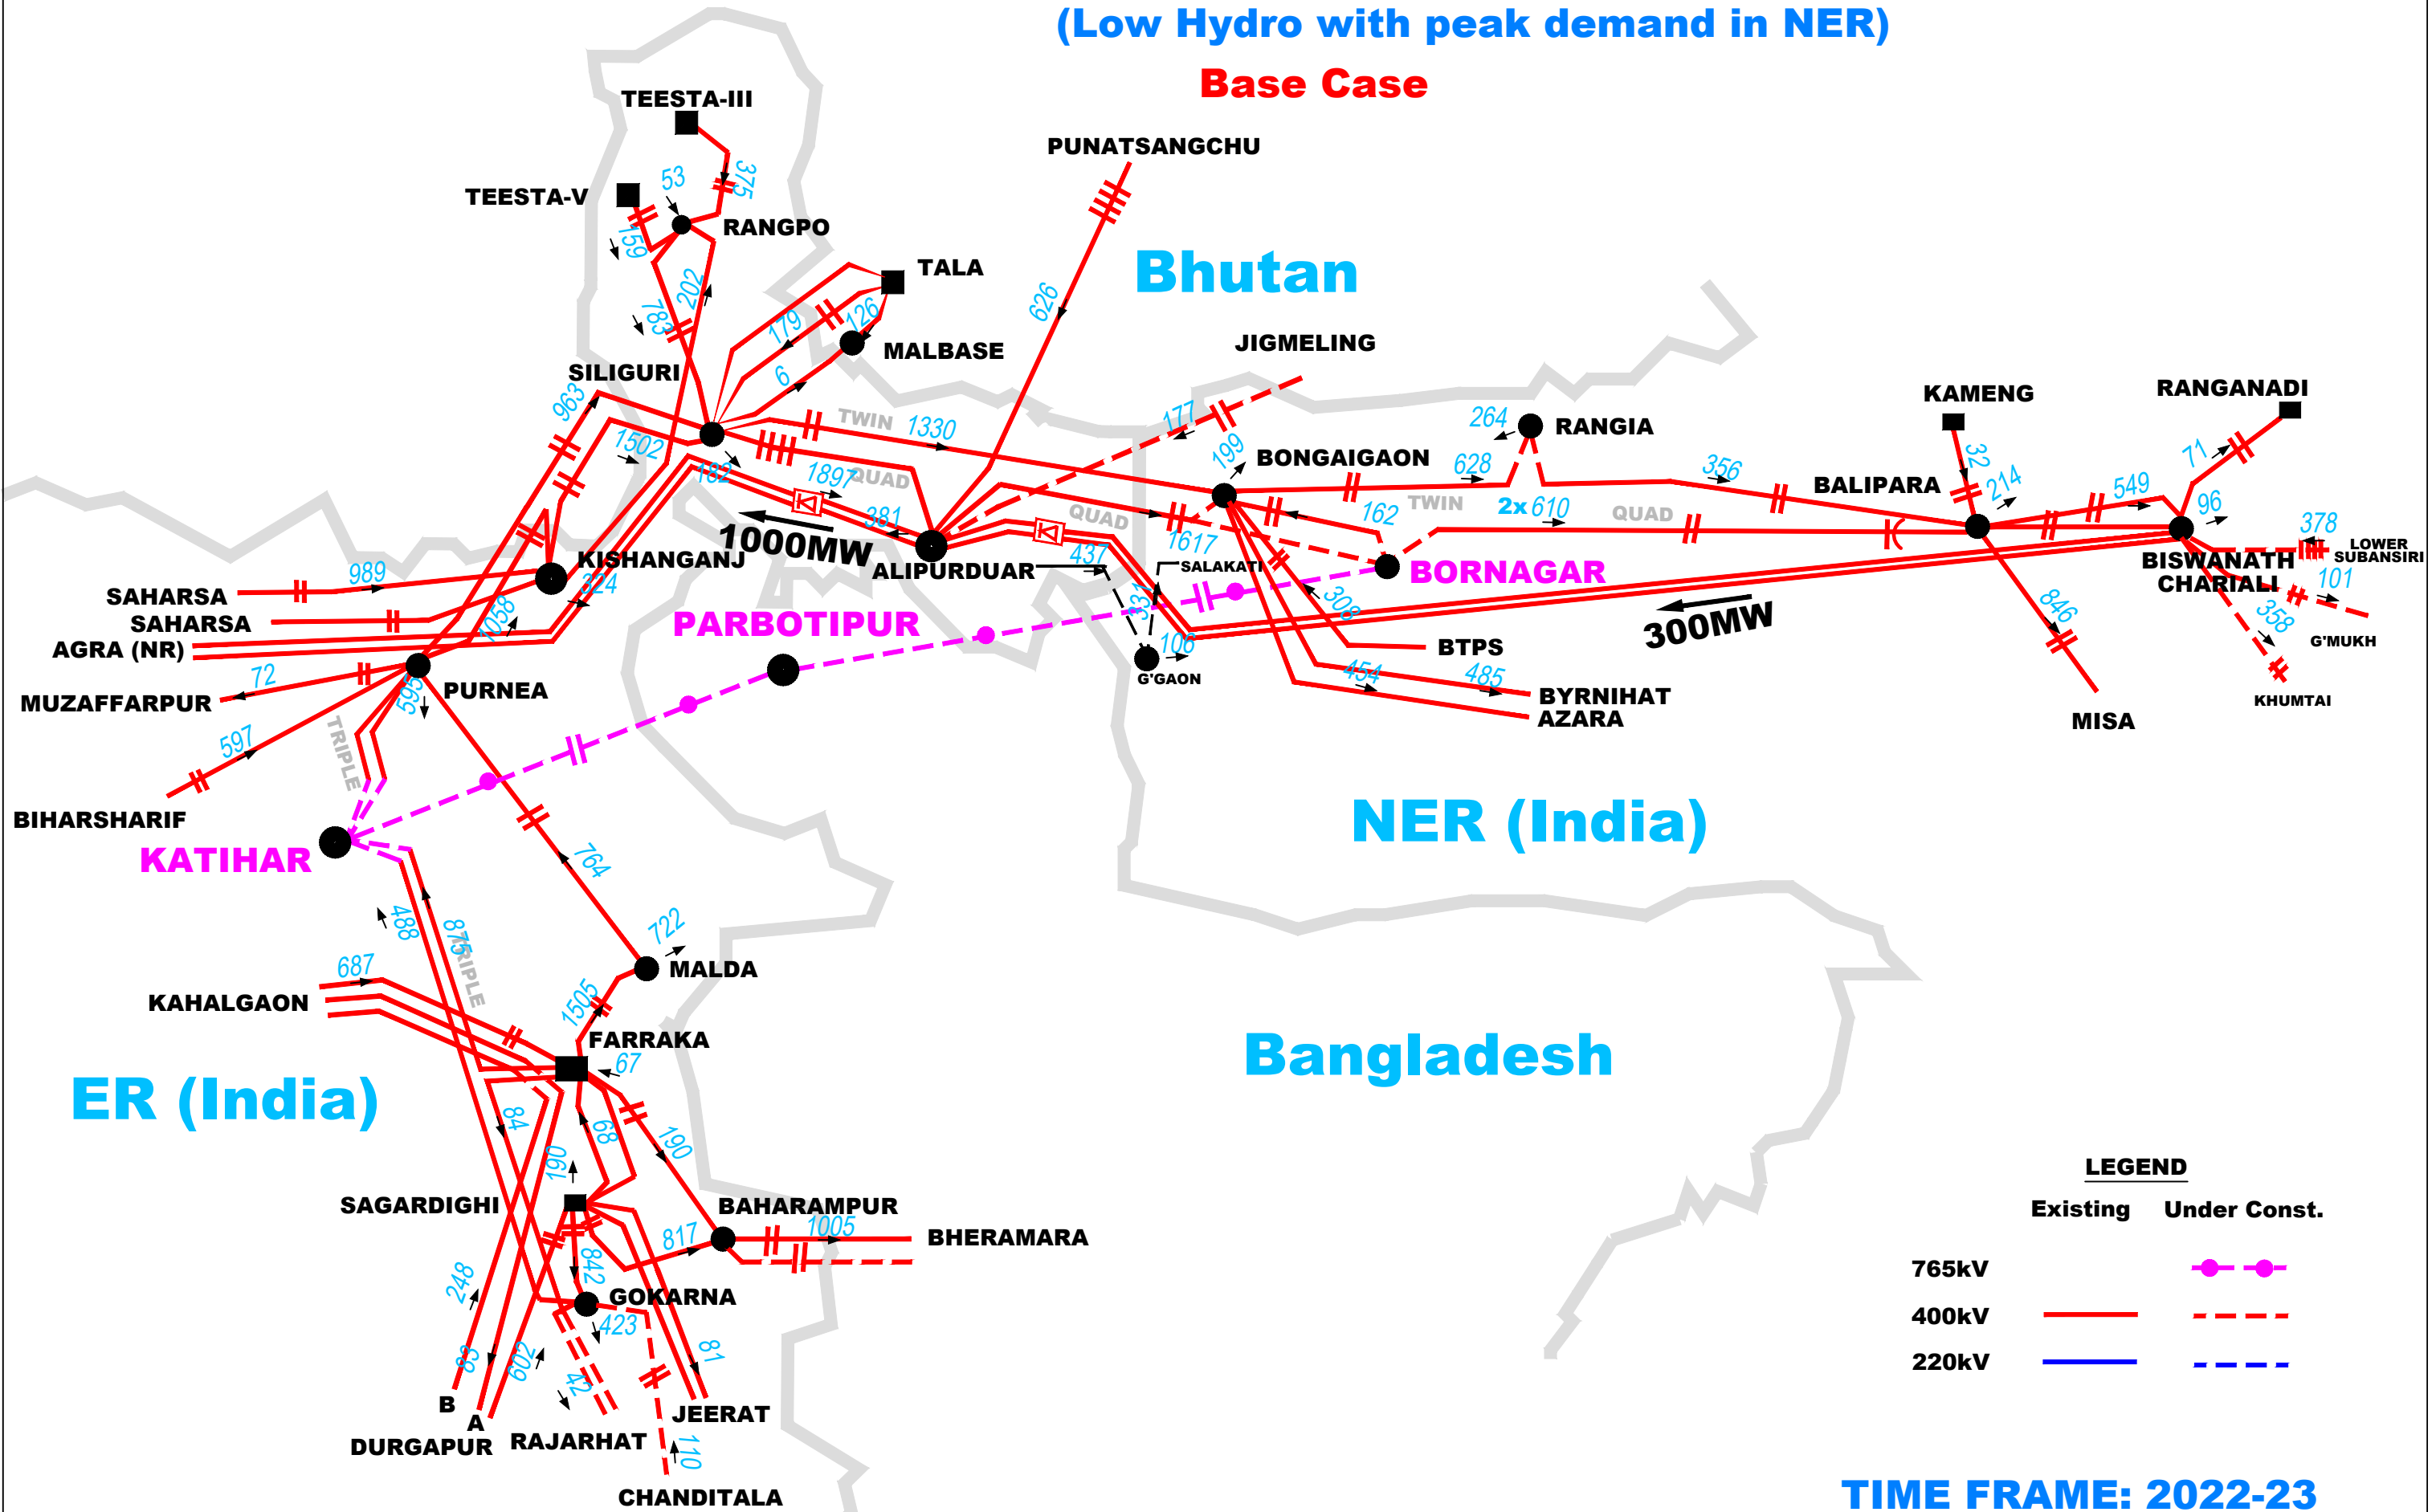 (Low Hydro with peak demand in NER)
Base Case
TEESTA-III
PUNATSANGCHU
53
375
TEESTA-V
RANGPO
159
Bhutan
TALA
202
783
179
126
626
MALBASE
JIGMELING
SILIGURI
6
963
KAMENG
RANGANADI
TWIN
1330
177
264
RANGIA
1502
199
BONGAIGAON
628
356
32
71
182
1897
QUAD
BALIPARA
214
549
96
381
QUAD
162
TWIN
2x 610
QUAD
378
LOWER
SUBANSIRI
1000MW
1617
KISHANGANJ
437
SALAKATI
BISWANATH
CHARIALI
101
989
324
ALIPURDUAR
BORNAGAR
SAHARSA
331
308
300MW
846
358
SAHARSA
1058
PARBOTIPUR
G'MUKH
AGRA (NR)
106
BTPS
72
G'GAON
454
485
BYRNIHAT
KHUMTAI
MUZAFFARPUR
595
PURNEA
AZARA
MISA
597
TRIPLE
BIHARSHARIF
NER (India)
KATIHAR
764
488
875
722
TRIPLE
687
MALDA
KAHALGAON
1505
FARRAKA
Bangladesh
67
ER (India)
84
68
190
190
LEGEND
SAGARDIGHI
BAHARAMPUR
Existing
Under Const.
817
1005
BHERAMARA
248
842
765kV
GOKARNA
400kV
423
83
602
81
220kV
42
B
JEERAT
A
110
DURGAPUR
RAJARHAT
CHANDITALA
TIME FRAME: 2022-23